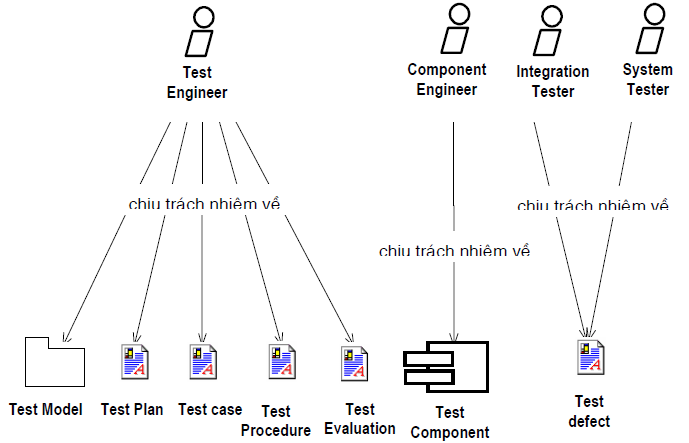 Test
Engineer
Component
Engineer
Integration
Tester
System
Tester
chịu trách nhiệm về
chịu trách nhiệm về
chịu trách nhiệm về
Test Model
Test Plan
Test case
Test
Procedure
Test
Evaluation
Test
Component
Test
defect